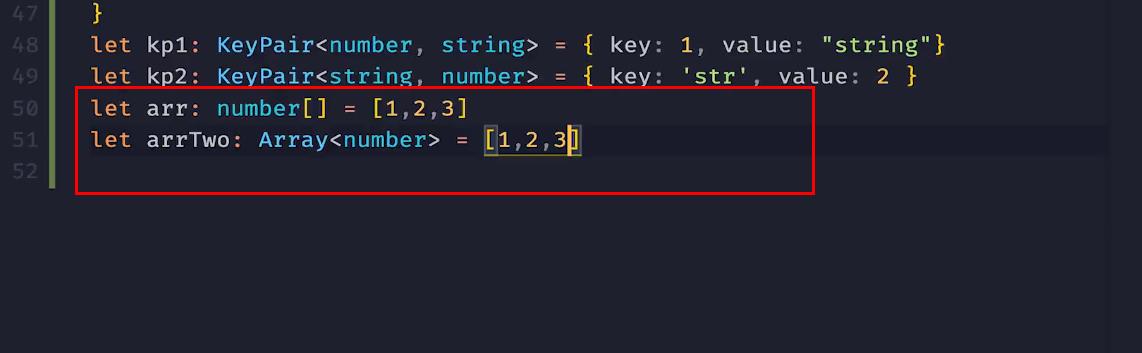 47 }
48 let kp1: KeyPair<number, string> = { key: 1, value: "string"}
49 let kp2: KeyPair<string, number> = { key: 'str', value: 2 }
50 let arr: number[] = [1,2,3]
51 let arrTwo: Array<number> = [1,2,3]
52